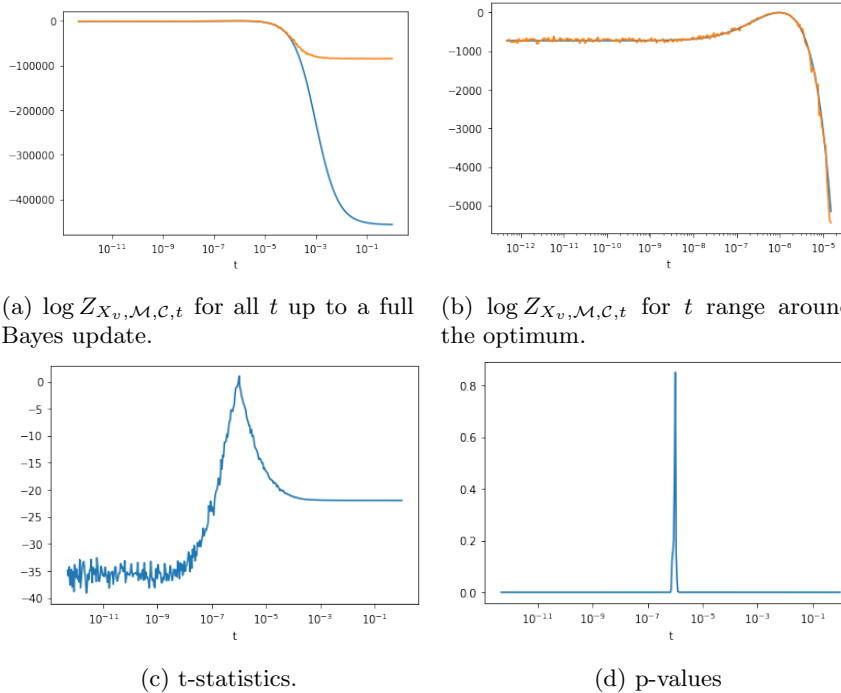 0
−100000
−200000
−300000
−400000
10⁻¹¹ 10⁻⁹ 10⁻⁷ 10⁻⁵ 10⁻³ 10⁻¹
t
0
−1000
−2000
−3000
−4000
−5000
10⁻¹² 10⁻¹¹ 10⁻¹⁰ 10⁻⁹ 10⁻⁸ 10⁻⁷ 10⁻⁶ 10⁻⁵
t
(a) log Z_{X_v,ℳ,𝒞,t} for all t up to a full
Bayes update.
(b) log Z_{X_v,ℳ,𝒞,t} for t range around
the optimum.
0
−5
−10
−15
−20
−25
−30
−35
−40
10⁻¹¹ 10⁻⁹ 10⁻⁷ 10⁻⁵ 10⁻³ 10⁻¹
t
0.8
0.6
0.4
0.2
0.0
10⁻¹¹ 10⁻⁹ 10⁻⁷ 10⁻⁵ 10⁻³ 10⁻¹
t
(c) t-statistics.
(d) p-values